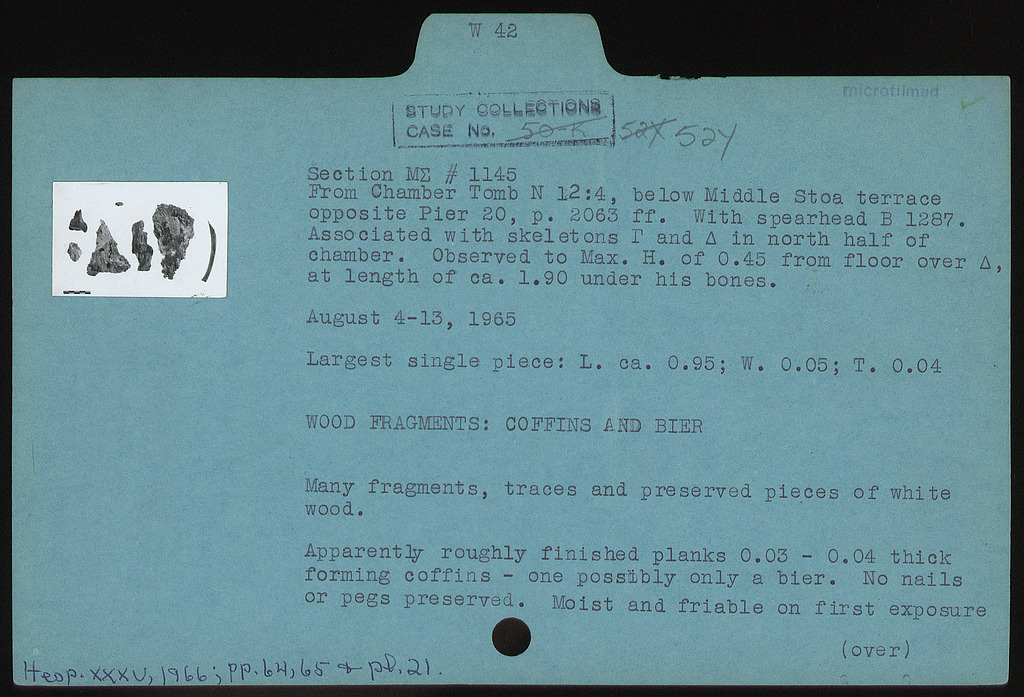 W 42
microfilmed
STUDY COLLECTIONS
CASE No. 50-K 52X 52Y
Section MΣ # 1145
From Chamber Tomb N 12:4, below Middle Stoa terrace
opposite Pier 20, p. 2063 ff. With spearhead B 1287.
Associated with skeletons Γ and Δ in north half of
chamber. Observed to Max. H. of 0.45 from floor over Δ,
at length of ca. 1.90 under his bones.
August 4-13, 1965
Largest single piece: L. ca. 0.95; W. 0.05; T. 0.04
WOOD FRAGMENTS: COFFINS AND BIER
Many fragments, traces and preserved pieces of white
wood.
Apparently roughly finished planks 0.03 - 0.04 thick
forming coffins - one possibly only a bier. No nails
or pegs preserved. Moist and friable on first exposure
(over)
Hesp. XXXV, 1966; pp. 64, 65 + pl. 21.